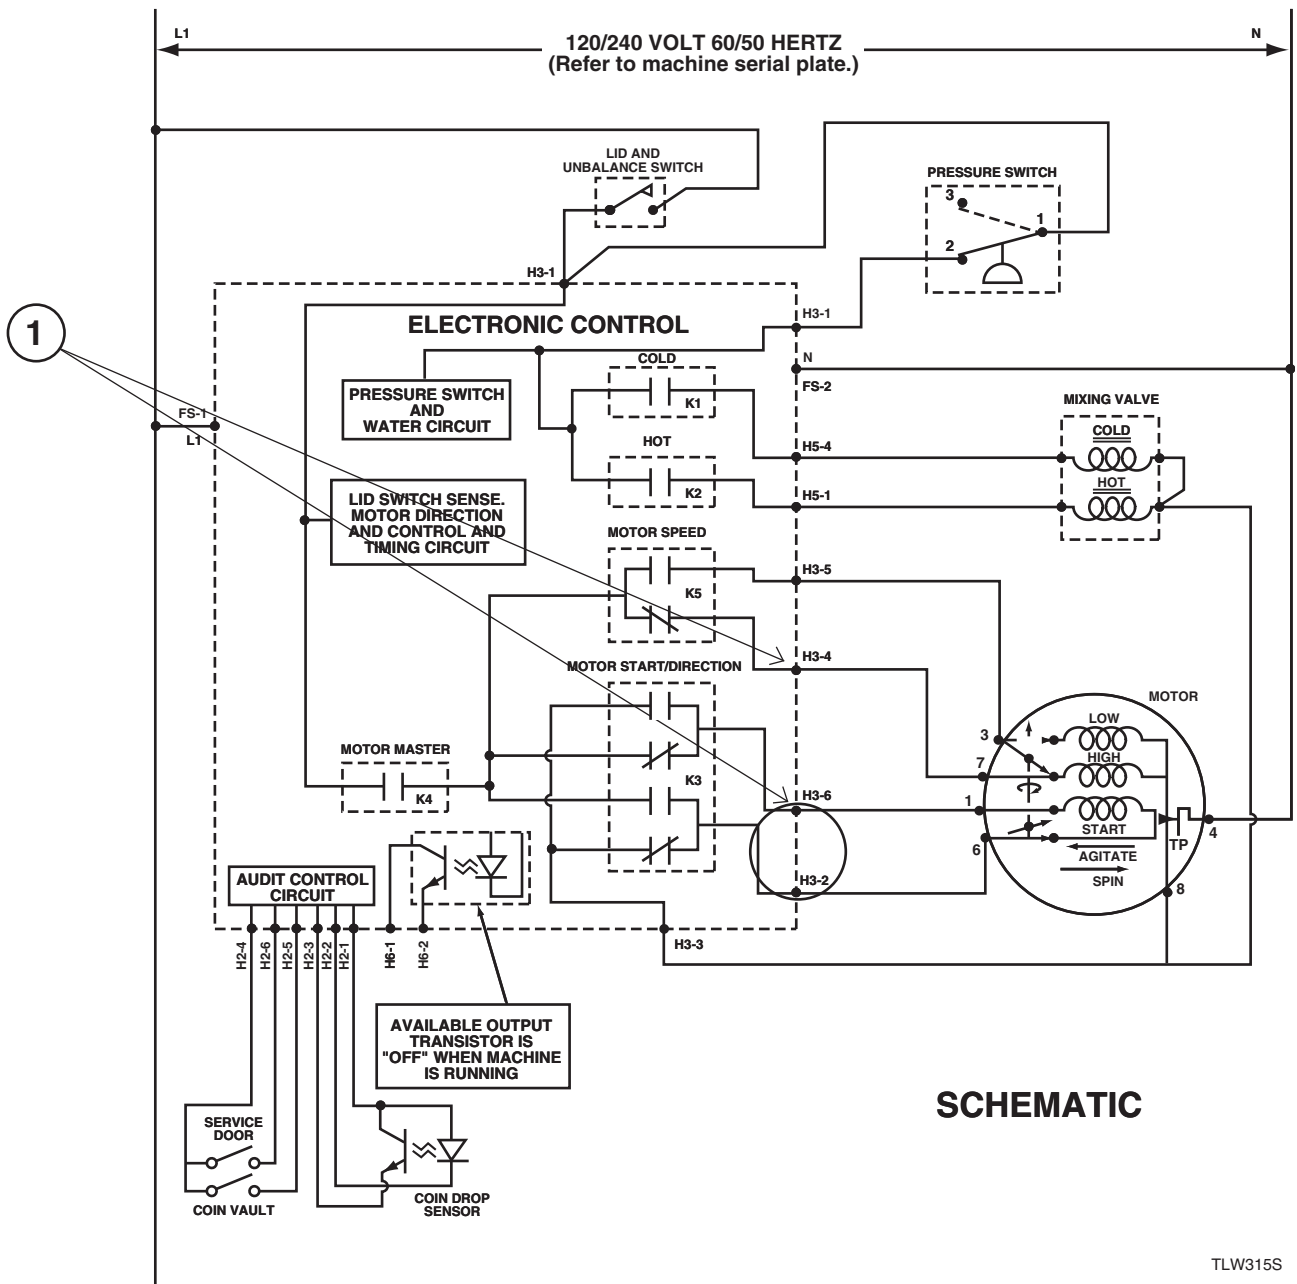 L1
N
120/240 VOLT 60/50 HERTZ
(Refer to machine serial plate.)
LID AND
UNBALANCE SWITCH
PRESSURE SWITCH
3
1
2
H3-1
1
ELECTRONIC CONTROL
H3-1
N
FS-2
COLD
K1
PRESSURE SWITCH
AND
WATER CIRCUIT
MIXING VALVE
COLD
HOT
FS-1
L1
HOT
K2
H5-4
H5-1
LID SWITCH SENSE.
MOTOR DIRECTION
AND CONTROL AND
TIMING CIRCUIT
MOTOR SPEED
K5
H3-5
H3-4
MOTOR START/DIRECTION
K3
MOTOR MASTER
K4
H3-6
H3-2
MOTOR
LOW
HIGH
START
AGITATE
SPIN
TP
3
7
1
6
4
8
AUDIT CONTROL
CIRCUIT
H2-4
H2-6
H2-5
H2-3
H2-2
H2-1
H6-1
H6-2
H3-3
AVAILABLE OUTPUT
TRANSISTOR IS
"OFF" WHEN MACHINE
IS RUNNING
SERVICE
DOOR
COIN VAULT
COIN DROP
SENSOR
SCHEMATIC
TLW315S